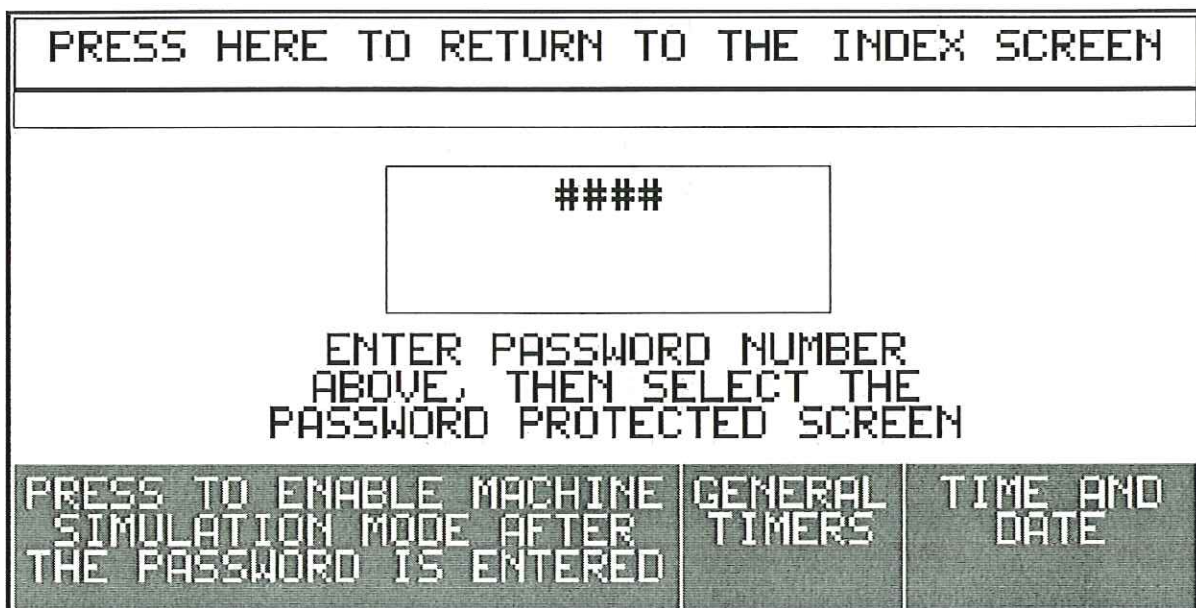 PRESS HERE TO RETURN TO THE INDEX SCREEN
####
ENTER PASSWORD NUMBER
ABOVE, THEN SELECT THE
PASSWORD PROTECTED SCREEN
PRESS TO ENABLE MACHINE
SIMULATION MODE AFTER
THE PASSWORD IS ENTERED
GENERAL
TIMERS
TIME AND
DATE